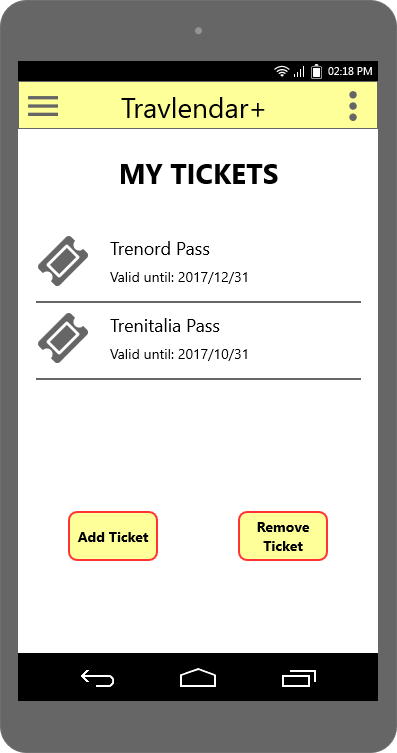 02:18 PM
Travlendar+
MY TICKETS
Trenord Pass
Valid until: 2017/12/31
Trenitalia Pass
Valid until: 2017/10/31
Add Ticket
Remove
Ticket